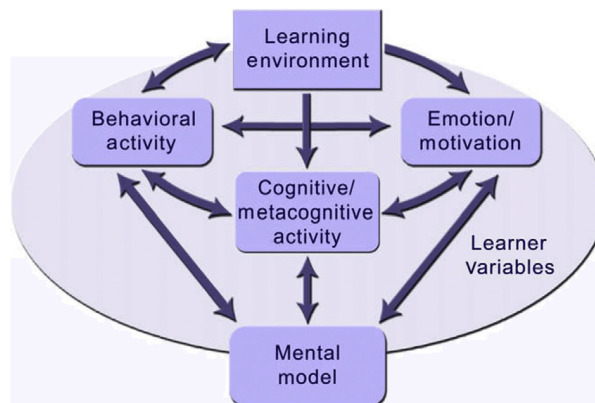 Learning
environment
Behavioral
activity
Emotion/
motivation
Cognitive/
metacognitive
activity
Learner
variables
Mental
model